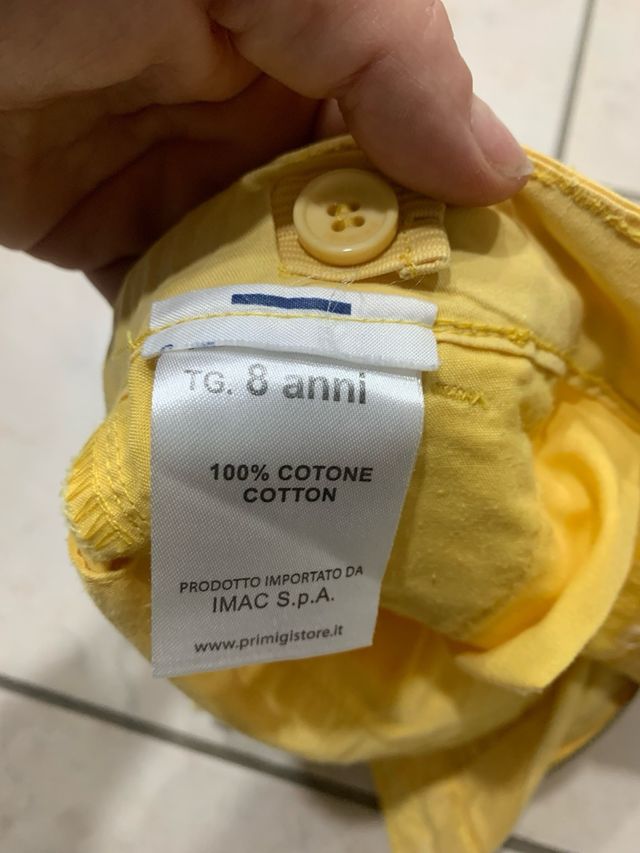 TG. 8 anni
100% COTONE
COTTON
PRODOTTO IMPORTATO DA
IMAC S.p.A.
www.primigistore.it